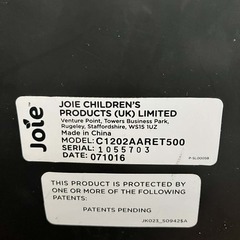 Joie
JOIE CHILDREN'S
PRODUCTS (UK) LIMITED
Venture Point, Towers Business Park,
Rugeley, Staffordshire, WS15 1UZ
Made in China
MODEL: C1202AARET500
SERIAL: 1055703
DATE: 071016
THIS PRODUCT IS PROTECTED BY
ONE OR MORE OF THE FOLLOWING
PATENTS:
PATENTS PENDING
JK023_50942$A